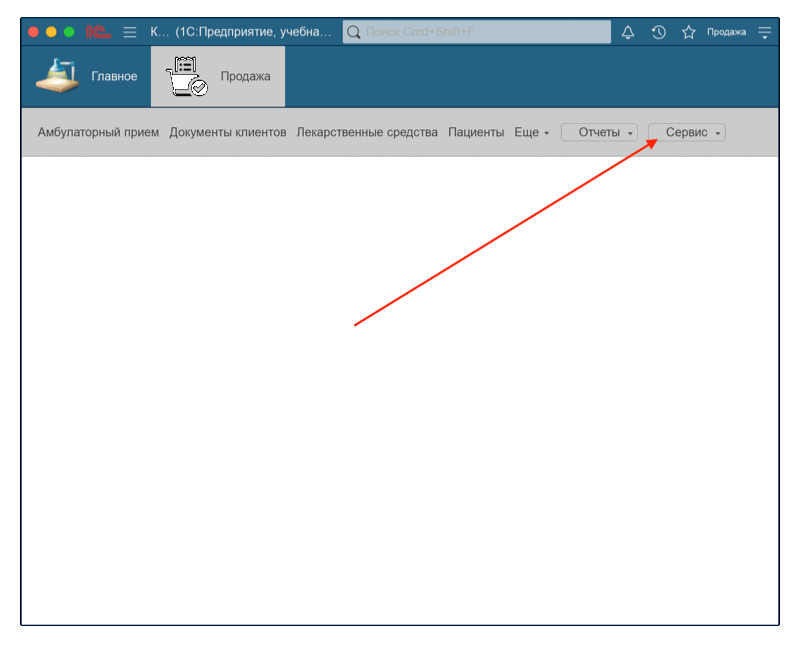 1С К... (1С:Предприятие, учебна... Поиск Cmd+Shift+F Продажа
Главное Продажа
Амбулаторный прием Документы клиентов Лекарственные средства Пациенты Еще Отчеты Сервис